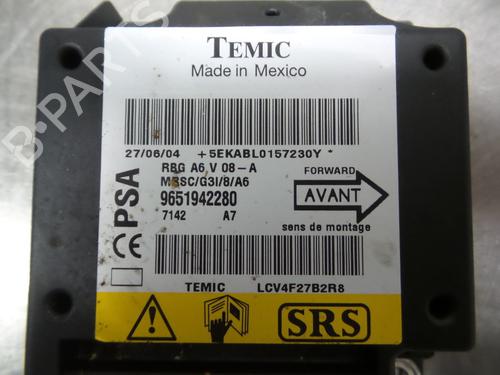 TEMIC
Made in Mexico
27/06/04 +5EKABL0157230Y *
RBG A6 V 08-A
MRSC/G3I/8/A6
9651942280
7142 A7
PSA
CE
FORWARD
AVANT
sens de montage
TEMIC LCV4F27B2R8
SRS
B-PARTS